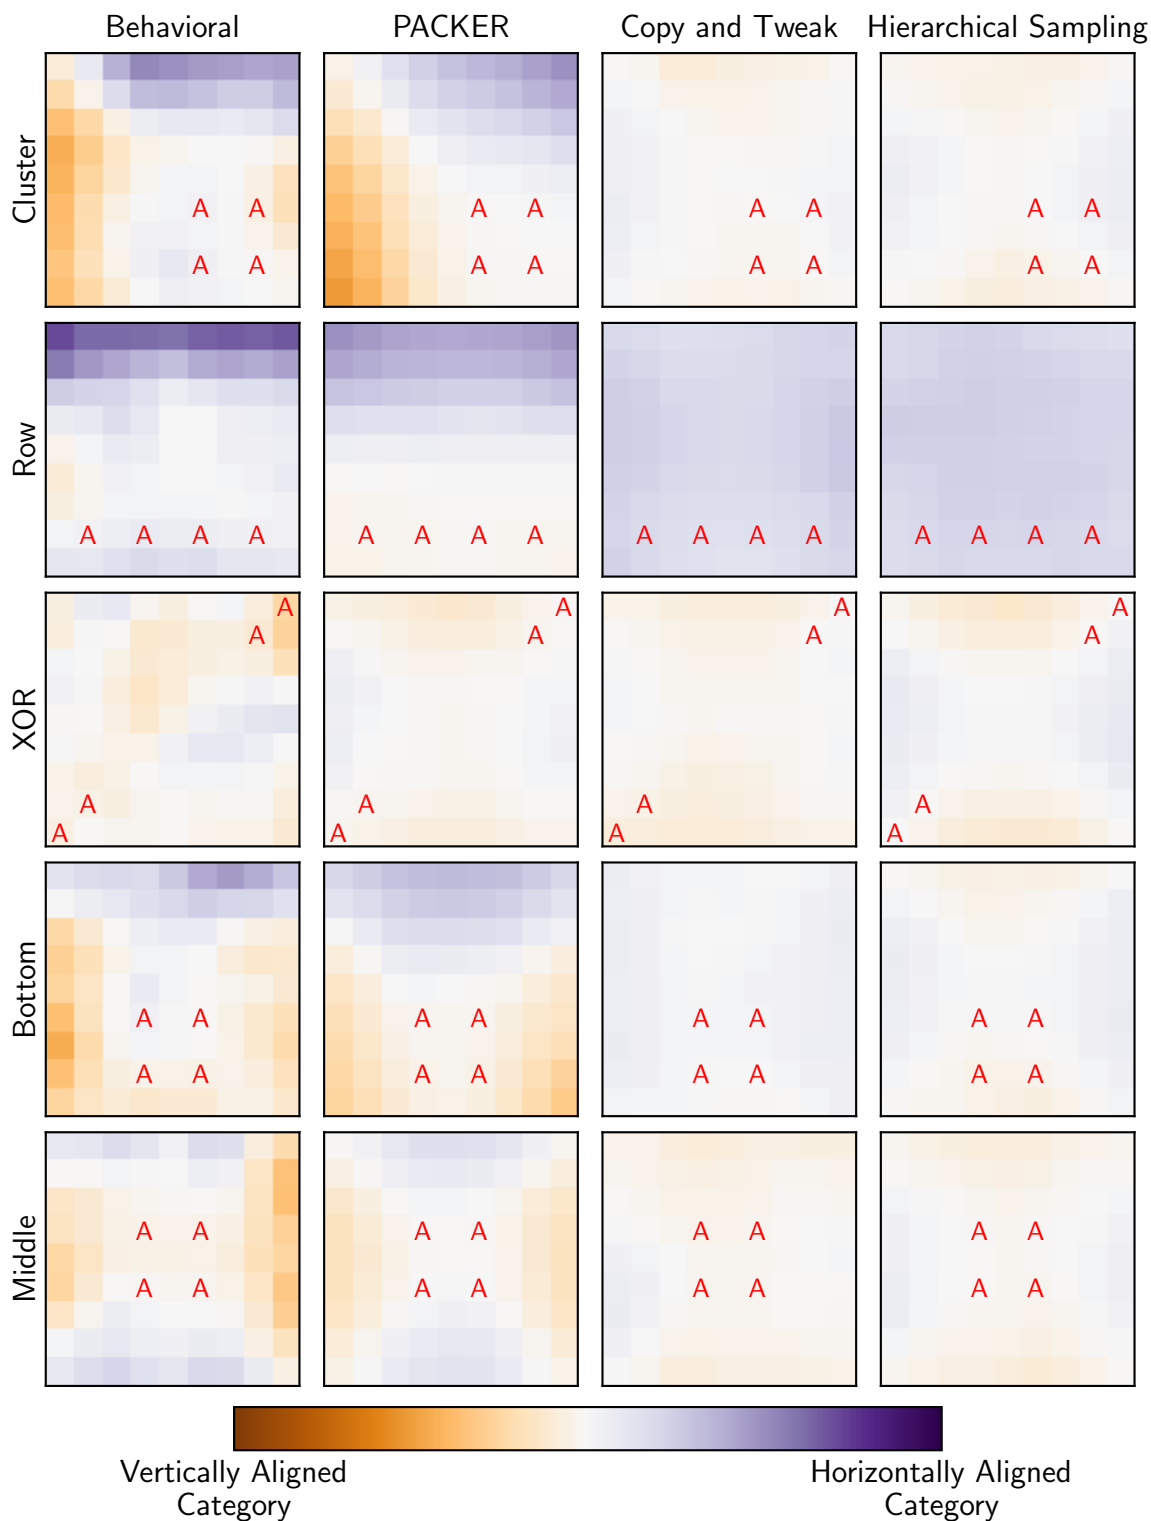 Behavioral PACKER Copy and Tweak Hierarchical Sampling
Cluster
A A A A A A A A
A A A A A A A A
Row
A A A A A A A A A A A A A A A A
XOR
A A A A
A A A A
A A A A
A A A A
Bottom
A A A A A A A A
A A A A A A A A
Middle
A A A A A A A A
A A A A A A A A
Vertically Aligned Horizontally Aligned
Category Category